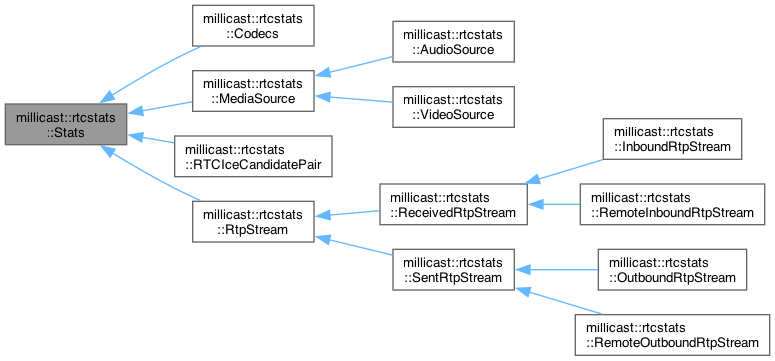 millicast::rtcstats
::Stats
millicast::rtcstats
::Codecs
millicast::rtcstats
::MediaSource
millicast::rtcstats
::RTCIceCandidatePair
millicast::rtcstats
::RtpStream
millicast::rtcstats
::AudioSource
millicast::rtcstats
::VideoSource
millicast::rtcstats
::ReceivedRtpStream
millicast::rtcstats
::SentRtpStream
millicast::rtcstats
::InboundRtpStream
millicast::rtcstats
::RemoteInboundRtpStream
millicast::rtcstats
::OutboundRtpStream
millicast::rtcstats
::RemoteOutboundRtpStream